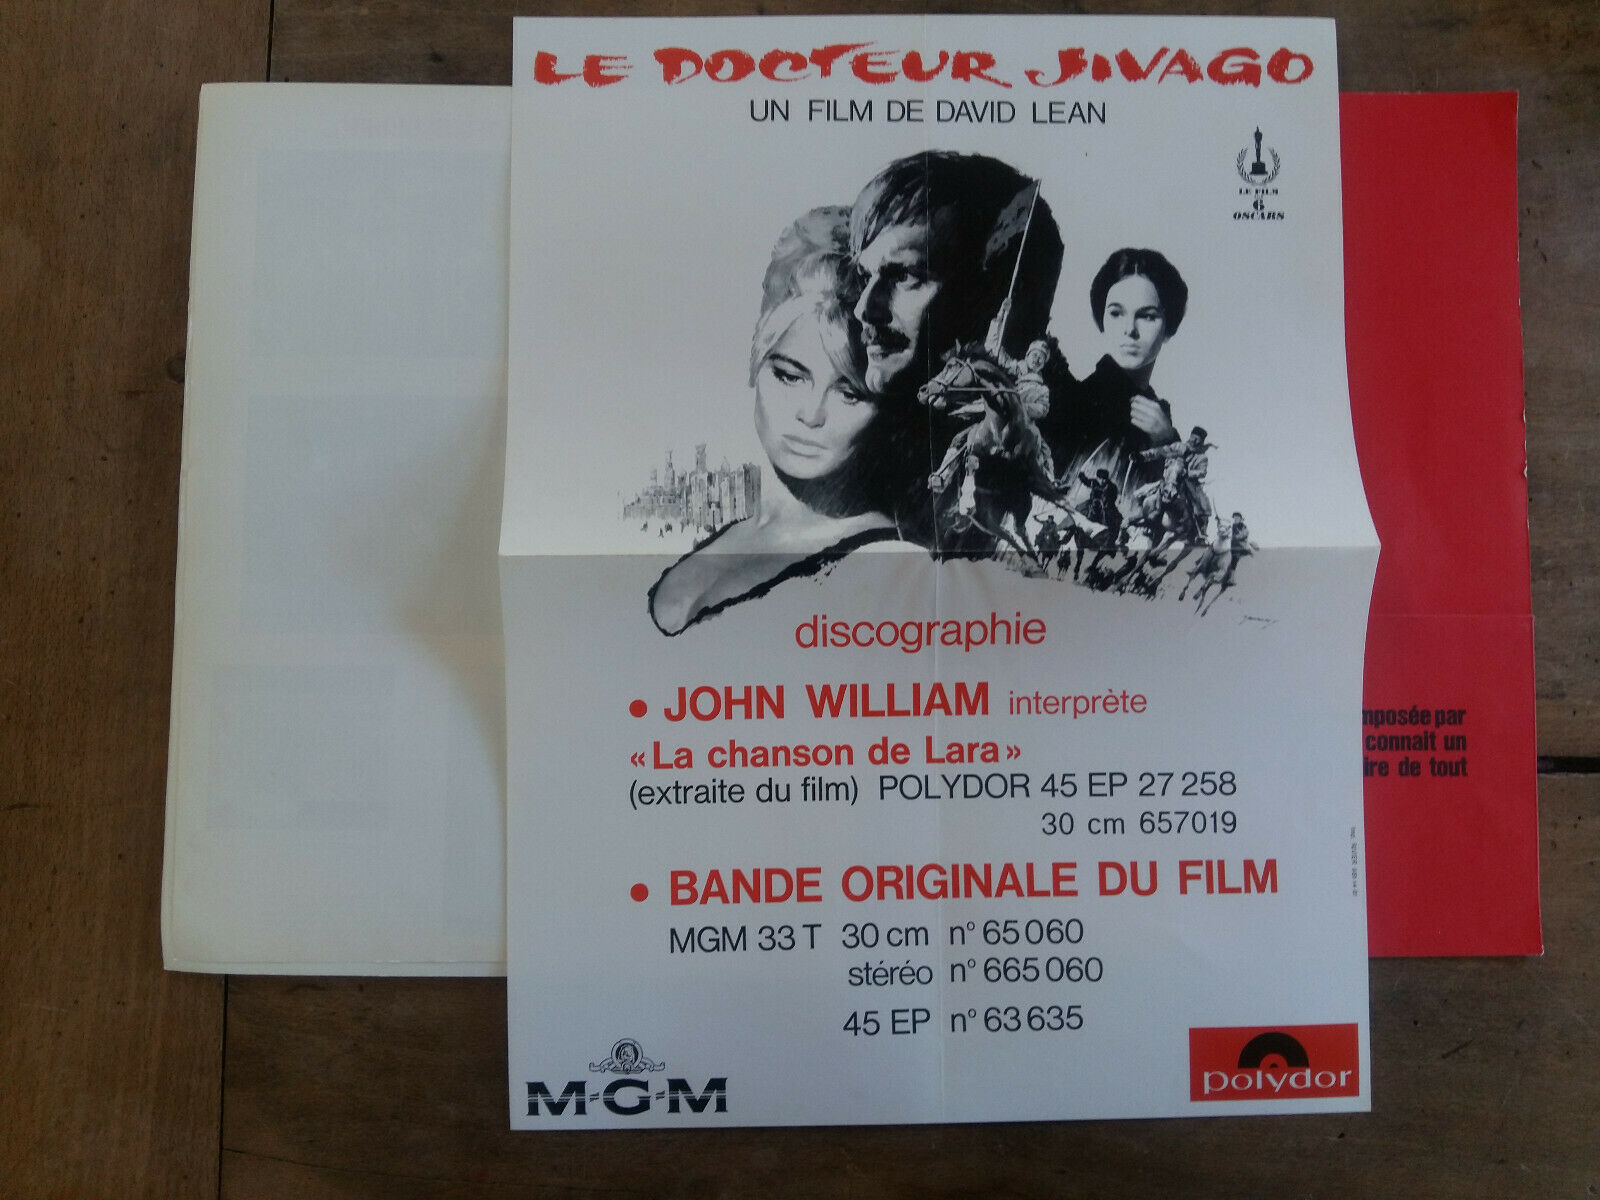 LE DOCTEUR JIVAGO
UN FILM DE DAVID LEAN
LE FILM
6
OSCARS
discographie
• JOHN WILLIAM interprète
« La chanson de Lara »
(extraite du film) POLYDOR 45 EP 27 258
30 cm 657019
• BANDE ORIGINALE DU FILM
MGM 33 T 30 cm n° 65 060
stéréo n° 665 060
45 EP n° 63 635
M-G-M
polydor
mposée par
connait un
ire de tout